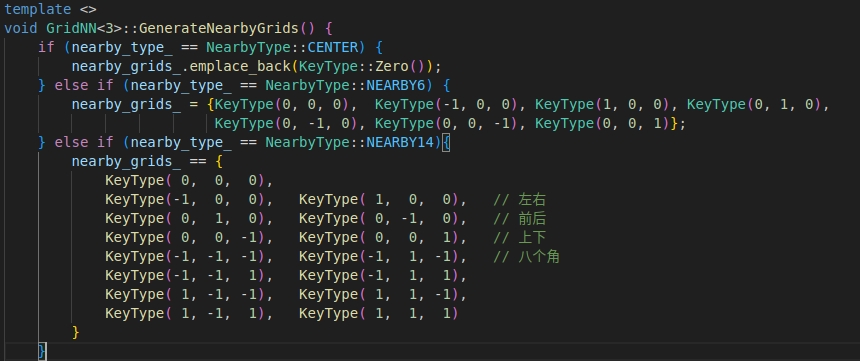 template <>
void GridNN<3>::GenerateNearbyGrids() {
    if (nearby_type_ == NearbyType::CENTER) {
        nearby_grids_.emplace_back(KeyType::Zero());
    } else if (nearby_type_ == NearbyType::NEARBY6) {
        nearby_grids_ = {KeyType(0, 0, 0),  KeyType(-1, 0, 0), KeyType(1, 0, 0), KeyType(0, 1, 0),
                         KeyType(0, -1, 0), KeyType(0, 0, -1), KeyType(0, 0, 1)};
    } else if (nearby_type_ == NearbyType::NEARBY14){
        nearby_grids_ == {
            KeyType( 0,  0,  0),
            KeyType(-1,  0,  0),   KeyType( 1,  0,  0),   // 左右
            KeyType( 0,  1,  0),   KeyType( 0, -1,  0),   // 前后
            KeyType( 0,  0, -1),   KeyType( 0,  0,  1),   // 上下
            KeyType(-1, -1, -1),   KeyType(-1,  1, -1),   // 八个角
            KeyType(-1, -1,  1),   KeyType(-1,  1,  1),
            KeyType( 1, -1, -1),   KeyType( 1,  1, -1),
            KeyType( 1, -1,  1),   KeyType( 1,  1,  1)
        }
    }